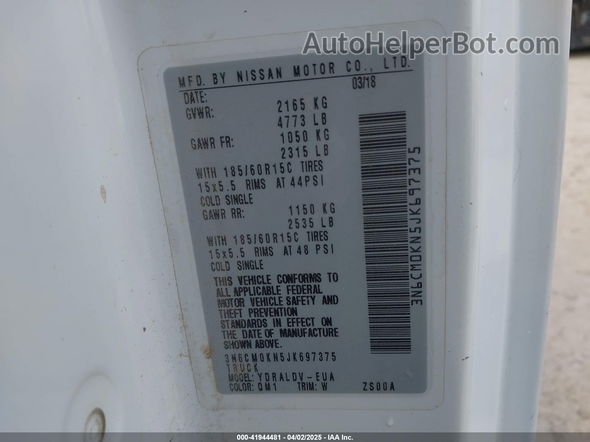 AutoHelperBot.com
MFD. BY NISSAN MOTOR CO., LTD.
DATE: 03/18
GVWR: 2165 KG
4773 LB
GAWR FR: 1050 KG
2315 LB
WITH 185/60R15C TIRES
15x5.5 RIMS AT 44PSI
COLD SINGLE
GAWR RR: 1150 KG
2535 LB
WITH 185/60R15C TIRES
15x5.5 RIMS AT 48 PSI
COLD SINGLE
THIS VEHICLE CONFORMS TO
ALL APPLICABLE FEDERAL
MOTOR VEHICLE SAFETY AND
THEFT PREVENTION
STANDARDS IN EFFECT ON
THE DATE OF MANUFACTURE
SHOWN ABOVE.
3N6CM0KN5JK697375
TRUCK
MODEL: YDRALDV-EUA
COLOR: QM1 TRIM: W ZS00A
3N6CM0KN5JK697375
000-41944481 - 04/02/2025 - IAA Inc.